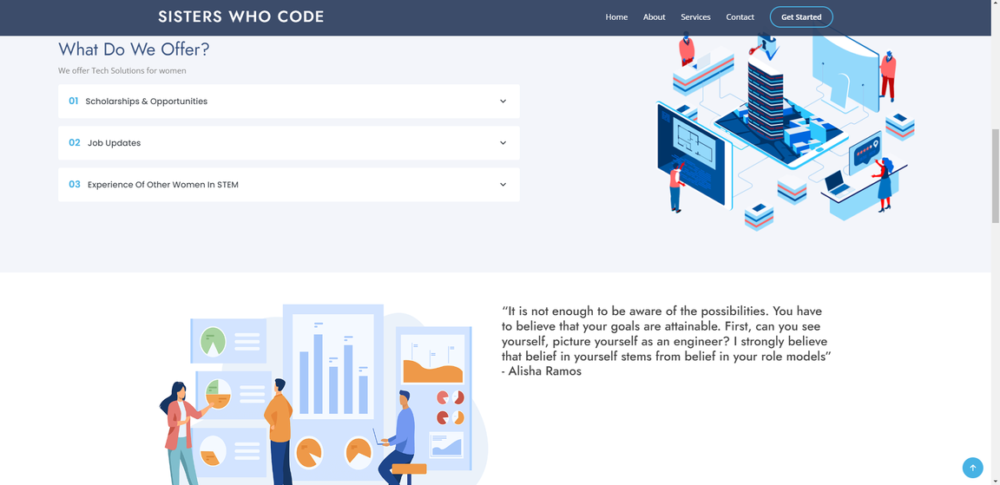 SISTERS WHO CODE
Home About Services Contact Get Started
What Do We Offer?
We offer Tech Solutions for women
01 Scholarships & Opportunities
02 Job Updates
03 Experience Of Other Women In STEM
“It is not enough to be aware of the possibilities. You have
to believe that your goals are attainable. First, can you see
yourself, picture yourself as an engineer? I strongly believe
that belief in yourself stems from belief in your role models”
- Alisha Ramos